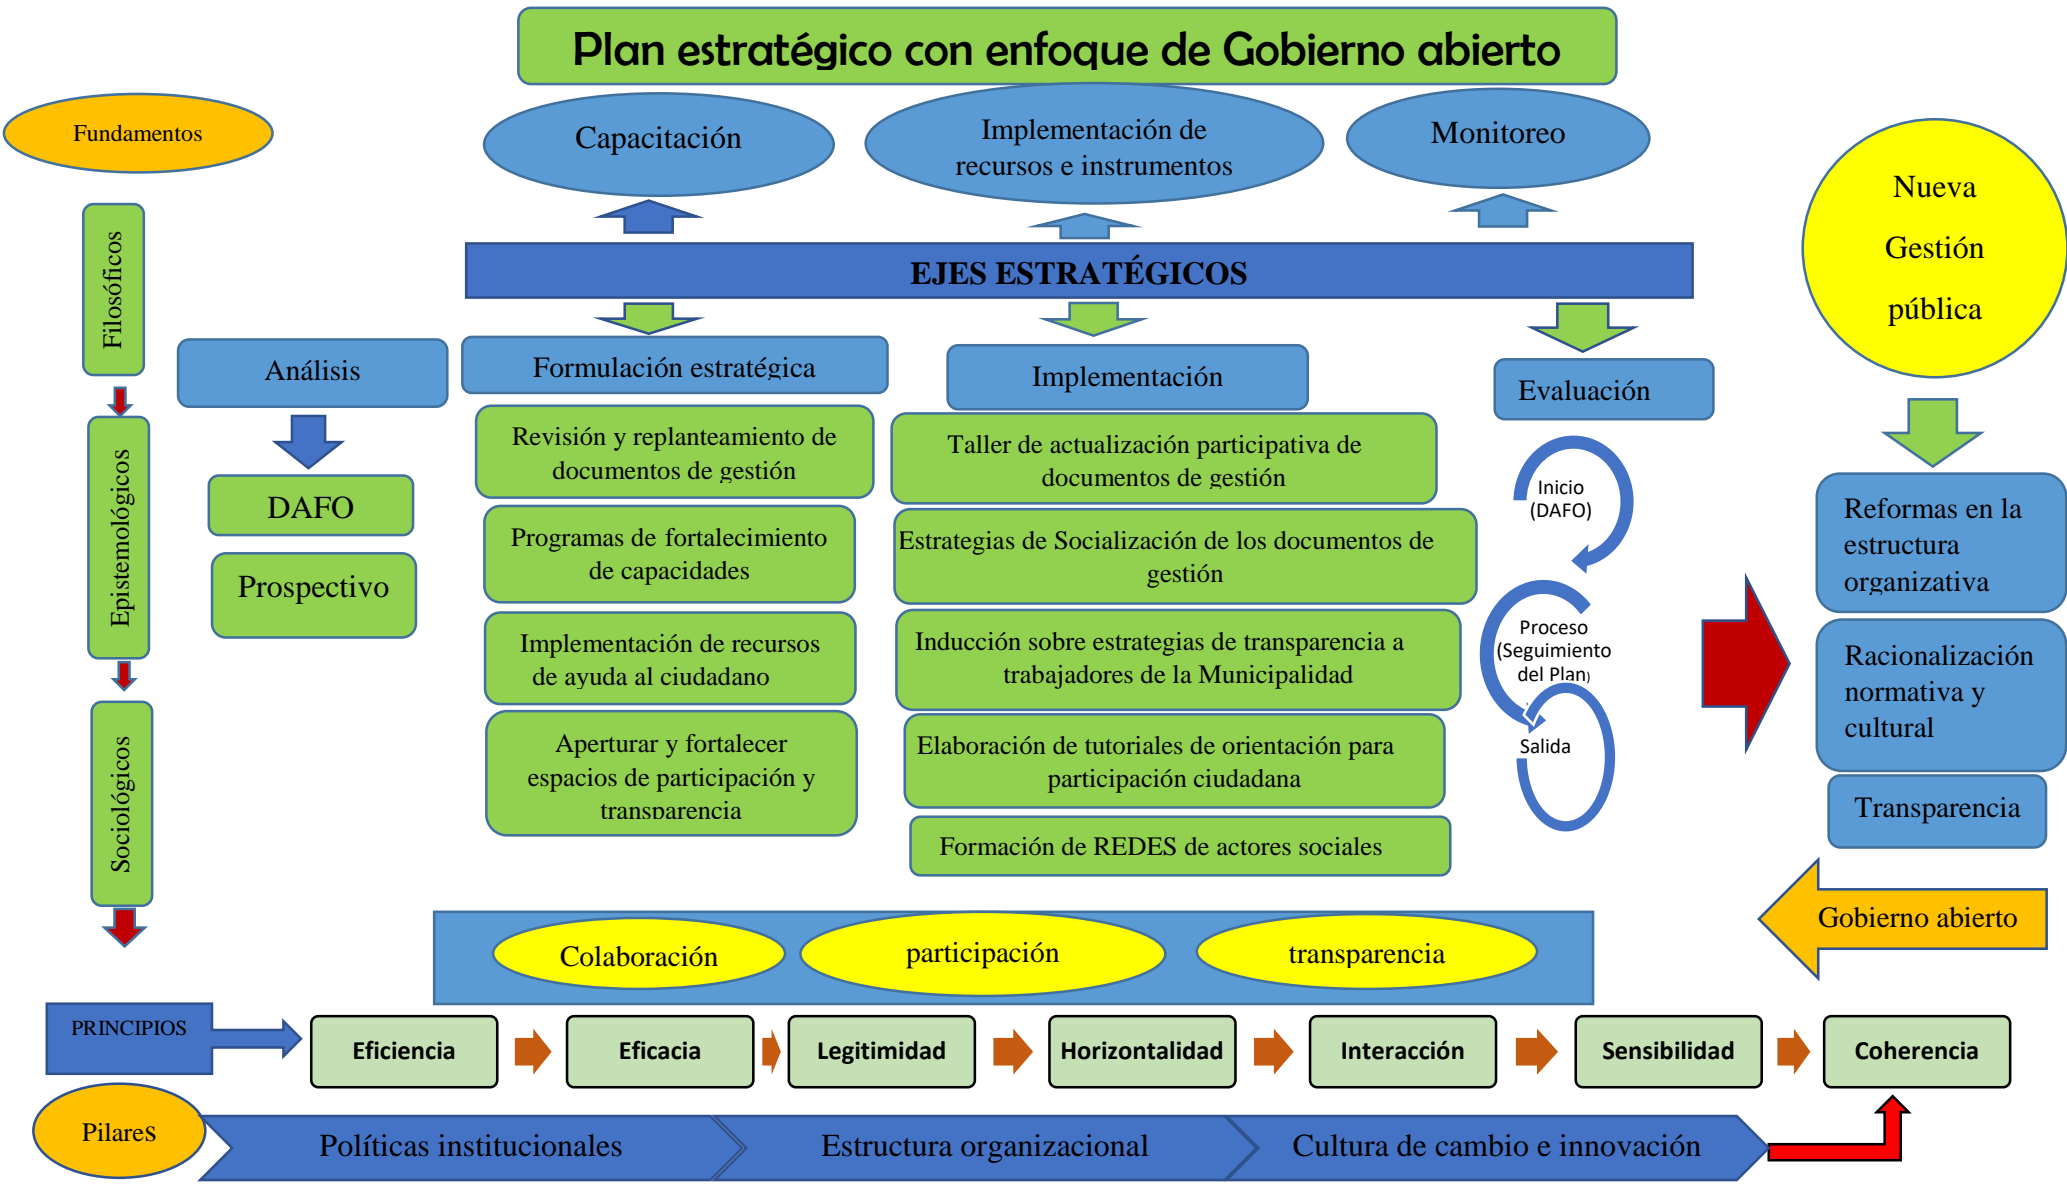 Plan estratégico con enfoque de Gobierno abierto
Fundamentos
Capacitación
Implementación de
recursos e instrumentos
Monitoreo
Nueva
Gestión
pública
EJES ESTRATÉGICOS
Filosóficos
Epistemológicos
Sociológicos
Análisis
DAFO
Prospectivo
Formulación estratégica
Revisión y replanteamiento de
documentos de gestión
Programas de fortalecimiento
de capacidades
Implementación de recursos
de ayuda al ciudadano
Aperturar y fortalecer
espacios de participación y
transparencia
Implementación
Taller de actualización participativa de
documentos de gestión
Estrategias de Socialización de los documentos de
gestión
Inducción sobre estrategias de transparencia a
trabajadores de la Municipalidad
Elaboración de tutoriales de orientación para
participación ciudadana
Formación de REDES de actores sociales
Evaluación
Inicio
(DAFO)
Proceso
(Seguimiento
del Plan)
Salida
Reformas en la
estructura
organizativa
Racionalización
normativa y
cultural
Transparencia
Gobierno abierto
Colaboración
participación
transparencia
PRINCIPIOS
Eficiencia
Eficacia
Legitimidad
Horizontalidad
Interacción
Sensibilidad
Coherencia
Pilares
Políticas institucionales
Estructura organizacional
Cultura de cambio e innovación